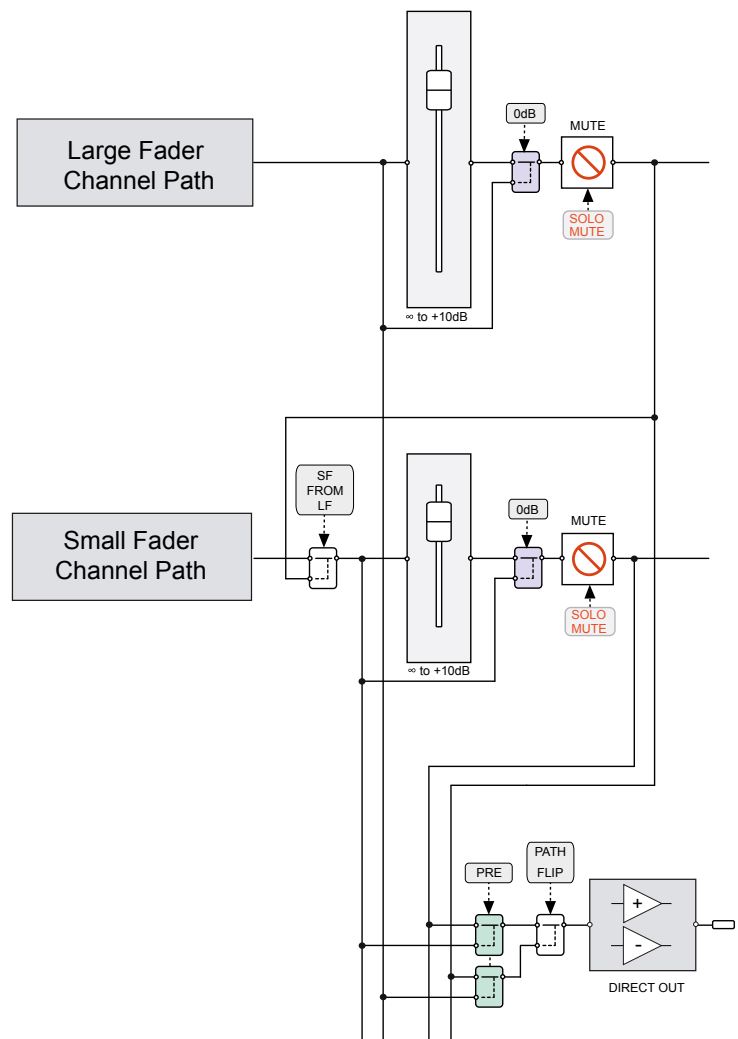 Large Fader
Channel Path
0dB
MUTE
SOLO
MUTE
∞ to +10dB
SF
FROM
LF
Small Fader
Channel Path
0dB
MUTE
SOLO
MUTE
∞ to +10dB
PRE
PATH
FLIP
+
-
DIRECT OUT